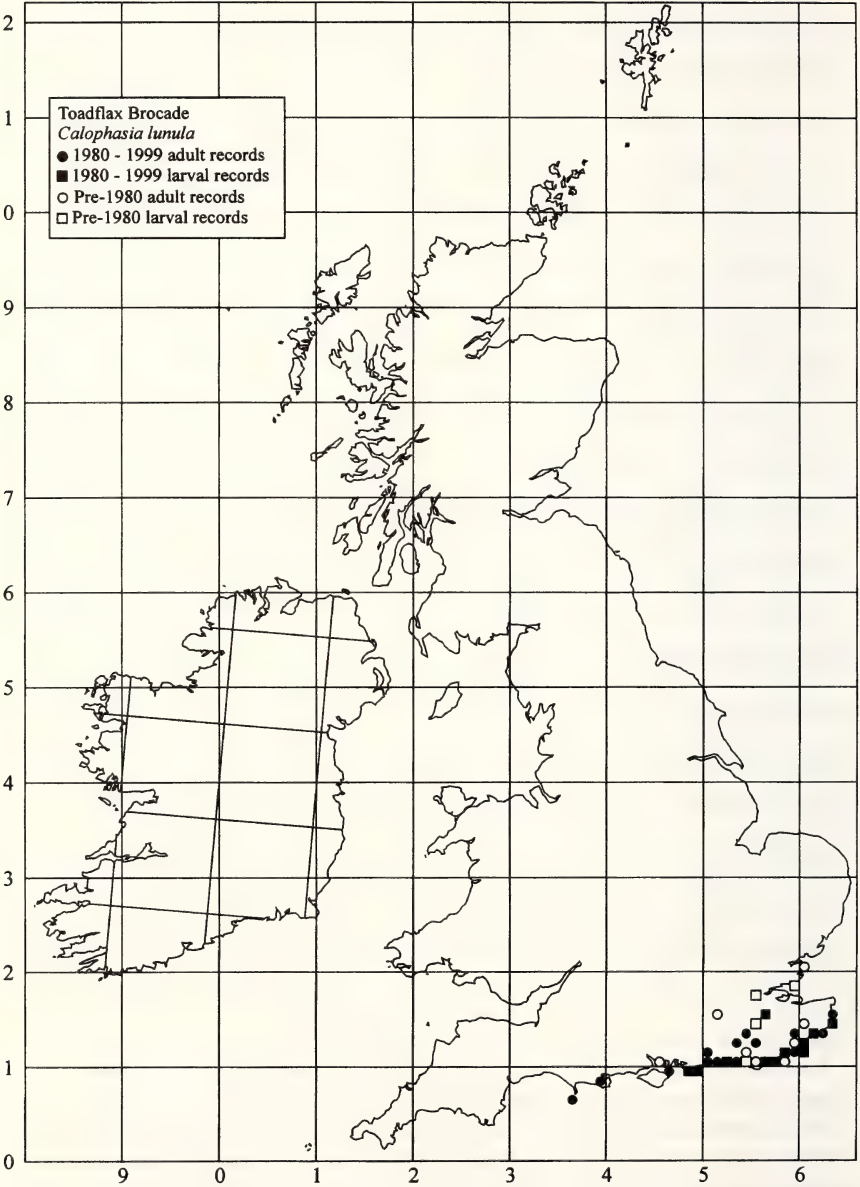 2
1
Toadflax Brocade
Calophasia lunula
● 1980 - 1999 adult records
■ 1980 - 1999 larval records
○ Pre-1980 adult records
□ Pre-1980 larval records
0
9
8
7
6
5
4
3
2
1
0
9 0 1 2 3 4 5 6